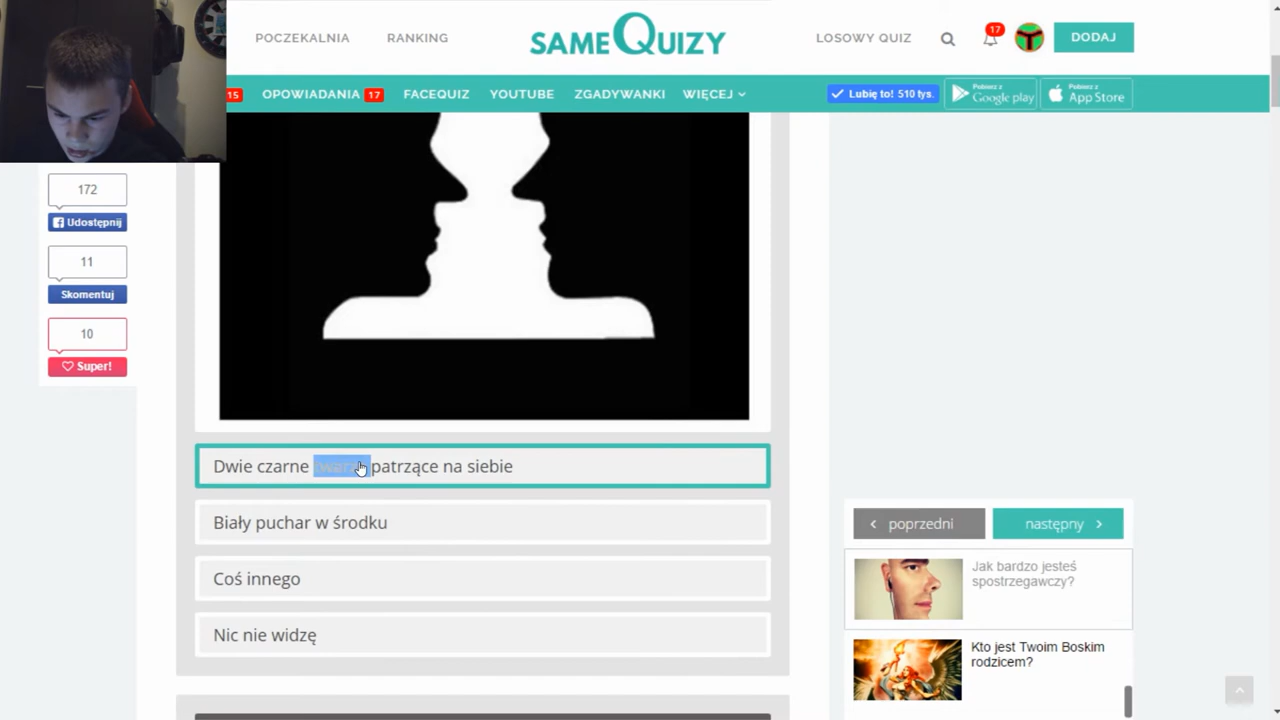 POCZEKALNIA
RANKING
SAMEQUIZY
LOSOWY QUIZ
17
DODAJ
15
OPOWIADANIA 17
FACEQUIZ
YOUTUBE
ZGADYWANKI
WIĘCEJ
Lubię to! 510 tys.
Pobierz z
Google play
Pobierz z
App Store
172
Udostępnij
11
Skomentuj
10
Super!
Dwie czarne twarze patrzące na siebie
Biały puchar w środku
Coś innego
Nic nie widzę
poprzedni
następny
Jak bardzo jesteś
spostrzegawczy?
Kto jest Twoim Boskim
rodzicem?